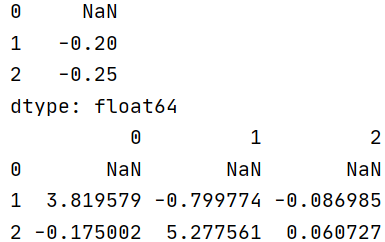 0     NaN
1   -0.20
2   -0.25
dtype: float64
          0         1         2
0       NaN       NaN       NaN
1  3.819579 -0.799774 -0.086985
2 -0.175002  5.277561  0.060727